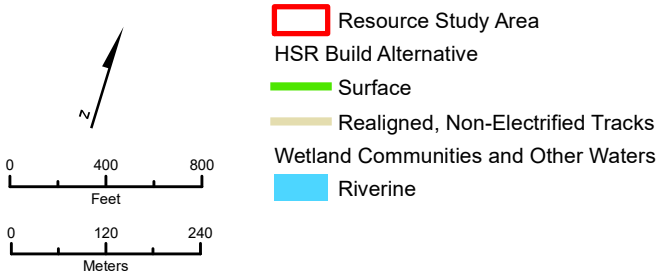 N
0 400 800
Feet
0 120 240
Meters
Resource Study Area
HSR Build Alternative
Surface
Realigned, Non-Electrified Tracks
Wetland Communities and Other Waters
Riverine